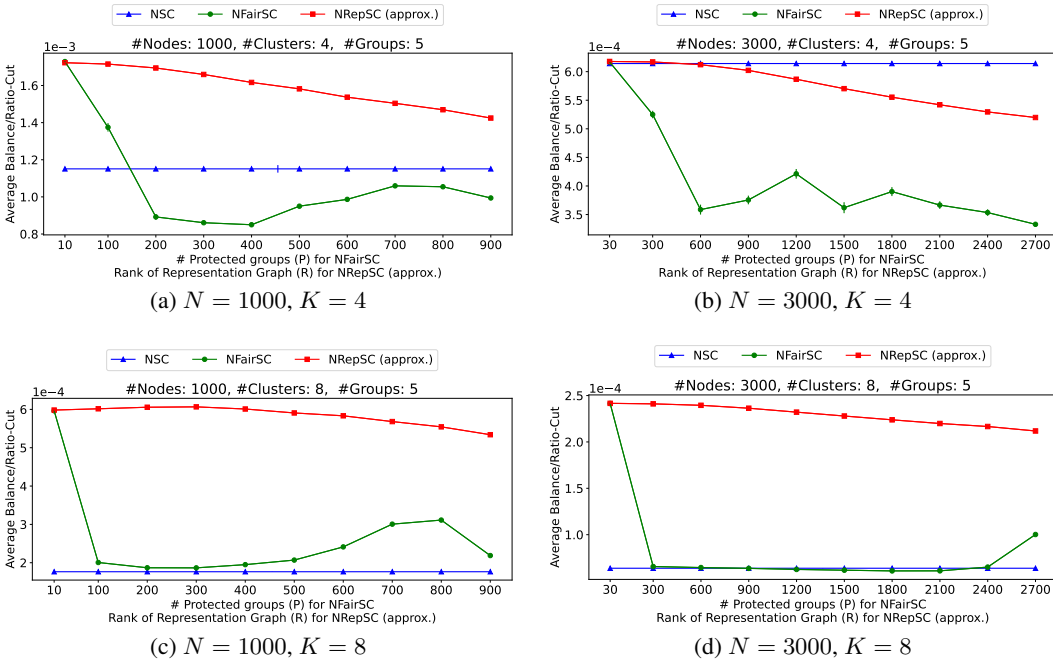 NSC NFairSC NRepSC (approx.)
#Nodes: 1000, #Clusters: 4, #Groups: 5
1e−3
Average Balance/Ratio-Cut
1.6
1.4
1.2
1.0
0.8
10 100 200 300 400 500 600 700 800 900
# Protected groups (P) for NFairSC
Rank of Representation Graph (R) for NRepSC (approx.)
(a) N = 1000, K = 4
NSC NFairSC NRepSC (approx.)
#Nodes: 3000, #Clusters: 4, #Groups: 5
1e−4
Average Balance/Ratio-Cut
6.0
5.5
5.0
4.5
4.0
3.5
30 300 600 900 1200 1500 1800 2100 2400 2700
# Protected groups (P) for NFairSC
Rank of Representation Graph (R) for NRepSC (approx.)
(b) N = 3000, K = 4
NSC NFairSC NRepSC (approx.)
#Nodes: 1000, #Clusters: 8, #Groups: 5
1e−4
Average Balance/Ratio-Cut
6
5
4
3
2
10 100 200 300 400 500 600 700 800 900
# Protected groups (P) for NFairSC
Rank of Representation Graph (R) for NRepSC (approx.)
(c) N = 1000, K = 8
NSC NFairSC NRepSC (approx.)
#Nodes: 3000, #Clusters: 8, #Groups: 5
1e−4
Average Balance/Ratio-Cut
2.5
2.0
1.5
1.0
30 300 600 900 1200 1500 1800 2100 2400 2700
# Protected groups (P) for NFairSC
Rank of Representation Graph (R) for NRepSC (approx.)
(d) N = 3000, K = 8